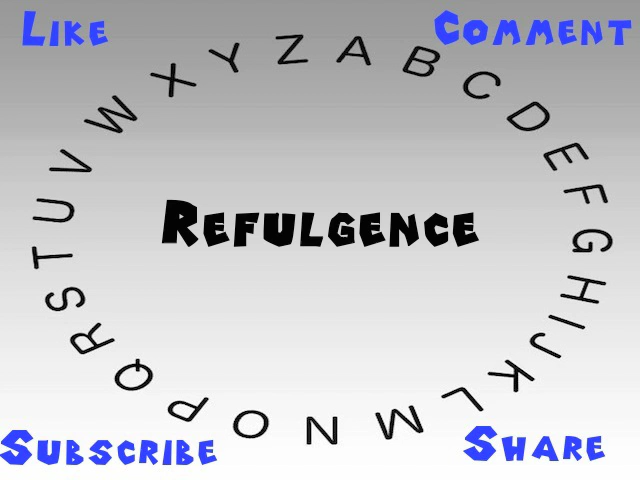 Like
Comment
A B C D E F G H I J K L M N O P Q R S T U V W X Y Z
Refulgence
Subscribe
Share